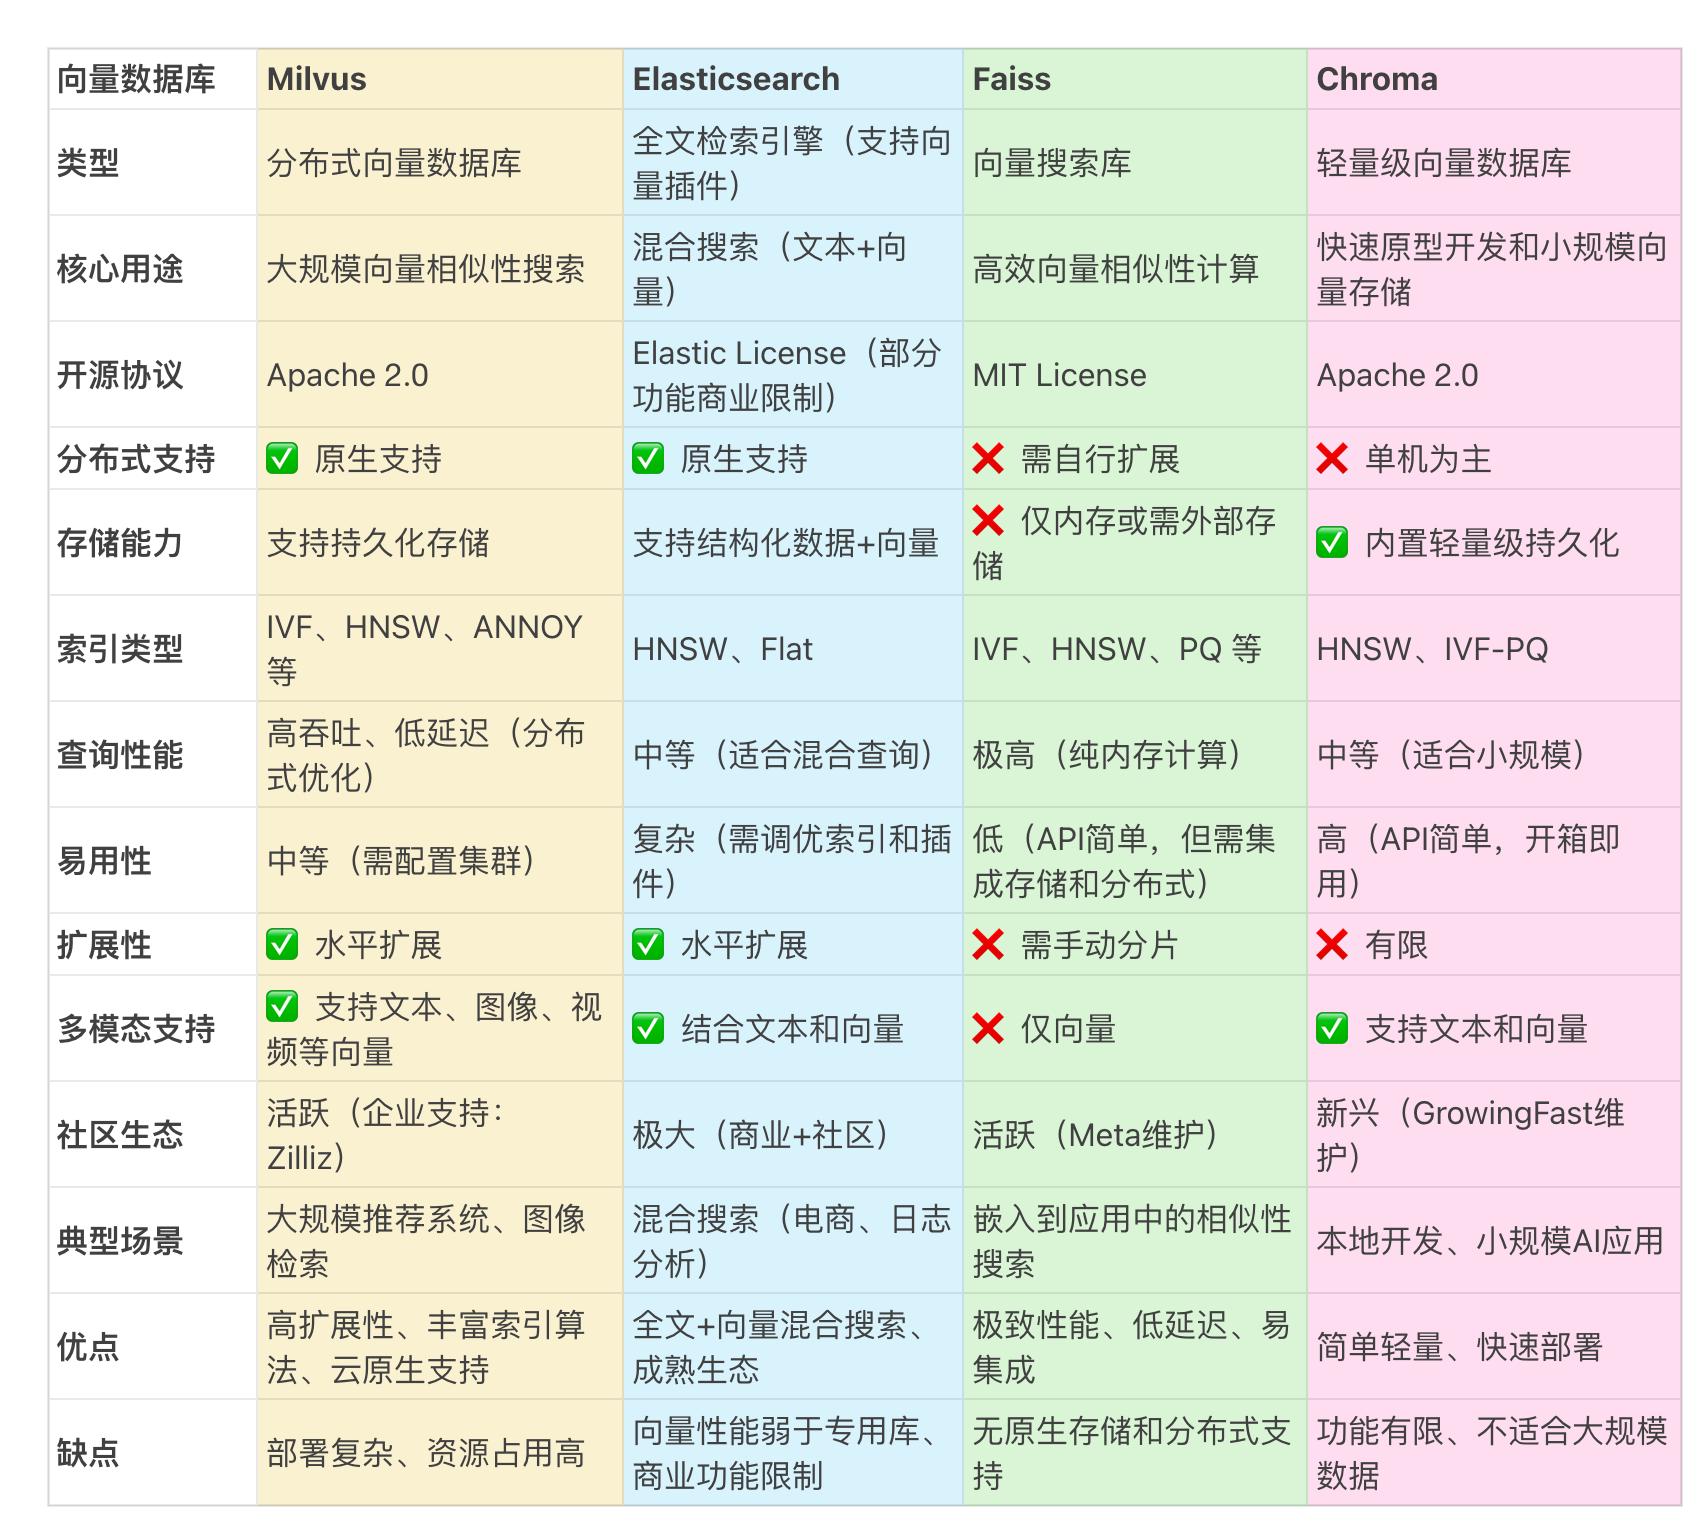 向量数据库 Milvus Elasticsearch Faiss Chroma
类型 分布式向量数据库 全文检索引擎（支持向 向量搜索库 轻量级向量数据库
量插件）
核心用途 大规模向量相似性搜索 混合搜索（文本+向 高效向量相似性计算 快速原型开发和小规模向
量） 量存储
开源协议 Apache 2.0 Elastic License（部分 MIT License Apache 2.0
功能商业限制）
分布式支持 ✅ 原生支持 ✅ 原生支持 ❌ 需自行扩展 ❌ 单机为主
存储能力 支持持久化存储 支持结构化数据+向量 ❌ 仅内存或需外部存 ✅ 内置轻量级持久化
储
索引类型 IVF、HNSW、ANNOY HNSW、Flat IVF、HNSW、PQ 等 HNSW、IVF-PQ
等
查询性能 高吞吐、低延迟（分布 中等（适合混合查询） 极高（纯内存计算） 中等（适合小规模）
式优化）
易用性 中等（需配置集群） 复杂（需调优索引和插 低（API简单，但需集 高（API简单，开箱即
件） 成存储和分布式） 用）
扩展性 ✅ 水平扩展 ✅ 水平扩展 ❌ 需手动分片 ❌ 有限
多模态支持 ✅ 支持文本、图像、视 ✅ 结合文本和向量 ❌ 仅向量 ✅ 支持文本和向量
频等向量
社区生态 活跃（企业支持： 极大（商业+社区） 活跃（Meta维护） 新兴（GrowingFast维
Zilliz） 护）
典型场景 大规模推荐系统、图像 混合搜索（电商、日志 嵌入到应用中的相似性 本地开发、小规模AI应用
检索 分析） 搜索
优点 高扩展性、丰富索引算 全文+向量混合搜索、 极致性能、低延迟、易 简单轻量、快速部署
法、云原生支持 成熟生态 集成
缺点 部署复杂、资源占用高 向量性能弱于专用库、 无原生存储和分布式支 功能有限、不适合大规模
商业功能限制 持 数据